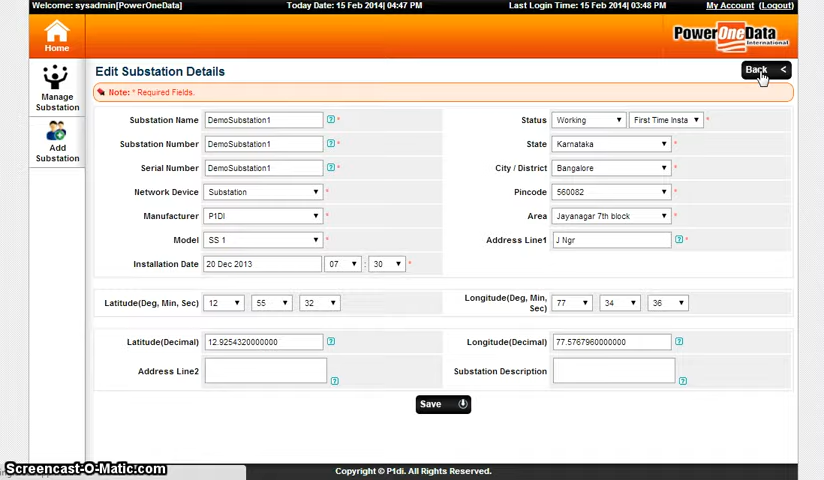 Welcome: sysadmin[PowerOneData] Today Date: 15 Feb 2014| 04:47 PM Last Login Time: 15 Feb 2014| 03:48 PM My Account (Logout)
Home
PowerOneData
International
Edit Substation Details
Back <
Manage
Substation
Note: * Required Fields.
Add
Substation
Substation Name DemoSubstation1 ? *
Status Working First Time Insta *
Substation Number DemoSubstation1 ? *
State Karnataka *
Serial Number DemoSubstation1 ? *
City / District Bangalore *
Network Device Substation *
Pincode 560082 *
Manufacturer P1DI *
Area Jayanagar 7th block *
Model SS 1 *
Address Line1 J Ngr ? *
Installation Date 20 Dec 2013 07 : 30 *
Latitude(Deg, Min, Sec) 12 55 32
Longitude(Deg, Min,
Sec) 77 34 36
Latitude(Decimal) 12.9254320000000 ?
Longitude(Decimal) 77.5767960000000 ?
Address Line2 ?
Substation Description ?
Save
Screencast-O-Matic.com
Copyright © P1di. All Rights Reserved.